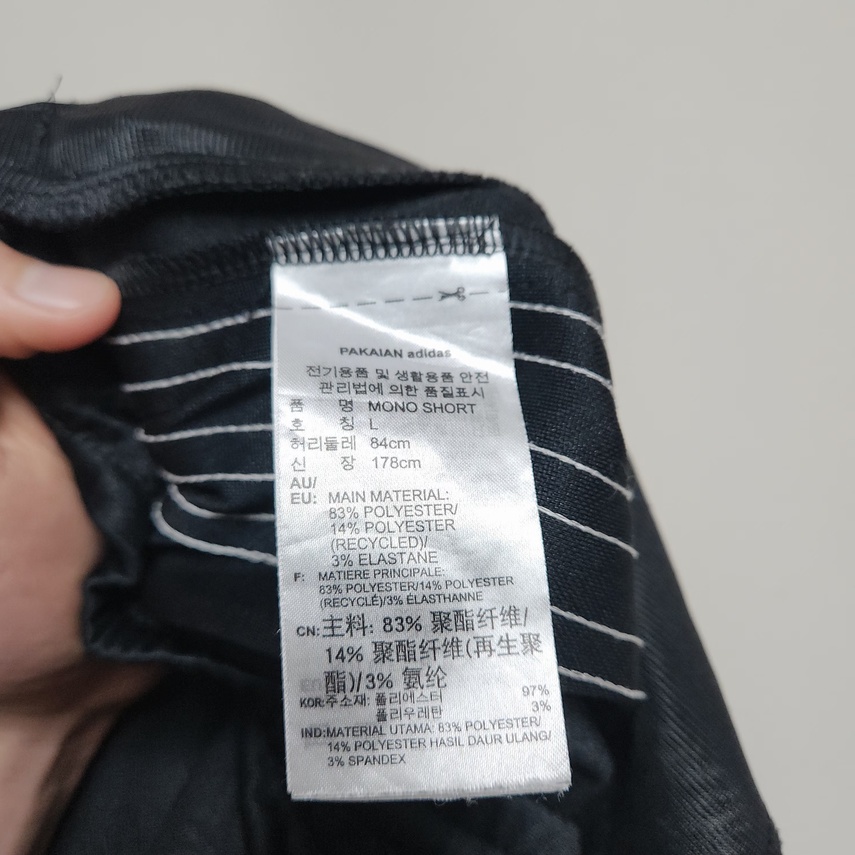 PAKAIAN adidas
전기용품 및 생활용품 안전
관리법에 의한 품질표시
품 명 MONO SHORT
호 칭 L
허리둘레 84cm
신 장 178cm
AU/
EU: MAIN MATERIAL:
83% POLYESTER/
14% POLYESTER
(RECYCLED)/
3% ELASTANE
F: MATIERE PRINCIPALE:
83% POLYESTER/14% POLYESTER
(RECYCLÉ)/3% ÉLASTHANNE
CN:主料: 83% 聚酯纤维/
14% 聚酯纤维(再生聚
酯)/3% 氨纶
KOR:주소재: 폴리에스터 97%
폴리우레탄 3%
IND:MATERIAL UTAMA: 83% POLYESTER/
14% POLYESTER HASIL DAUR ULANG/
3% SPANDEX